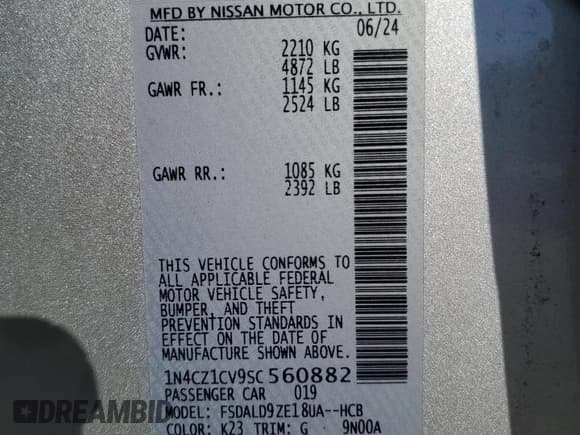 MFD BY NISSAN MOTOR CO., LTD.
DATE: 06/24
GVWR: 2210 KG
4872 LB
GAWR FR.: 1145 KG
2524 LB
GAWR RR.: 1085 KG
2392 LB
THIS VEHICLE CONFORMS TO
ALL APPLICABLE FEDERAL
MOTOR VEHICLE SAFETY,
BUMPER, AND THEFT
PREVENTION STANDARDS IN
EFFECT ON THE DATE OF
MANUFACTURE SHOWN ABOVE.
1N4CZ1CV9SC560882
PASSENGER CAR 019
MODEL: FSDALD9ZE18UA--HCB
COLOR: K23 TRIM: G 9N00A
DREAMBID
.COM